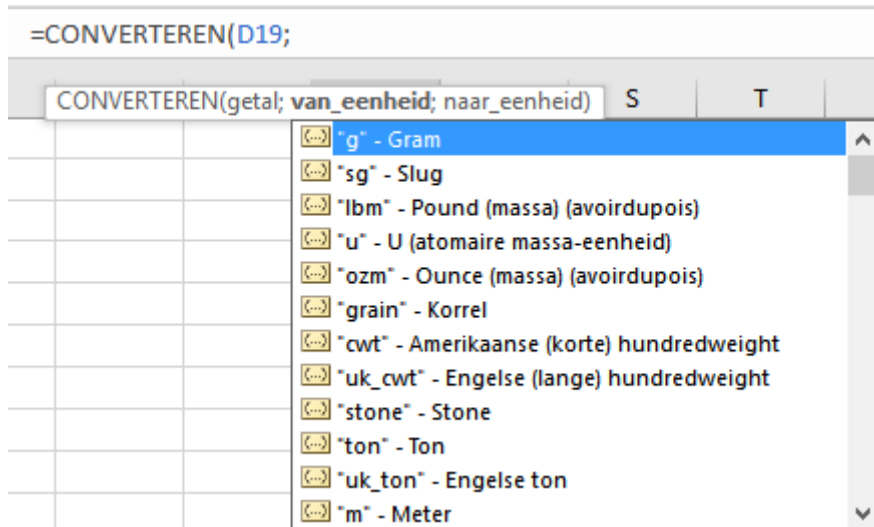 =CONVERTEREN(D19;
CONVERTEREN(getal; van_eenheid; naar_eenheid) S T
"g" - Gram
"sg" - Slug
"lbm" - Pound (massa) (avoirdupois)
"u" - U (atomaire massa-eenheid)
"ozm" - Ounce (massa) (avoirdupois)
"grain" - Korrel
"cwt" - Amerikaanse (korte) hundredweight
"uk_cwt" - Engelse (lange) hundredweight
"stone" - Stone
"ton" - Ton
"uk_ton" - Engelse ton
"m" - Meter